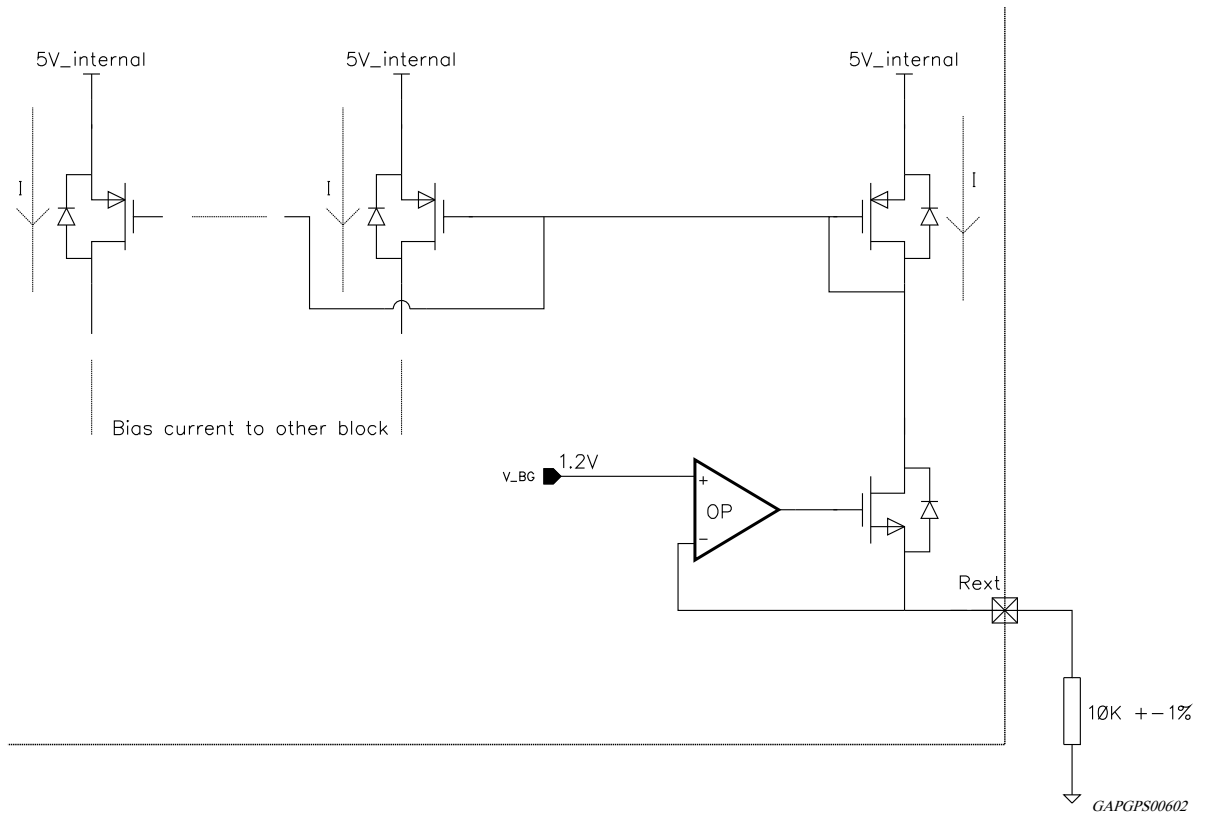 5V_internal
5V_internal
5V_internal
I
I
I
Bias current to other block
V_BG
1.2V
+
OP
−
Rext
10K +-1%
GAPGPS00602